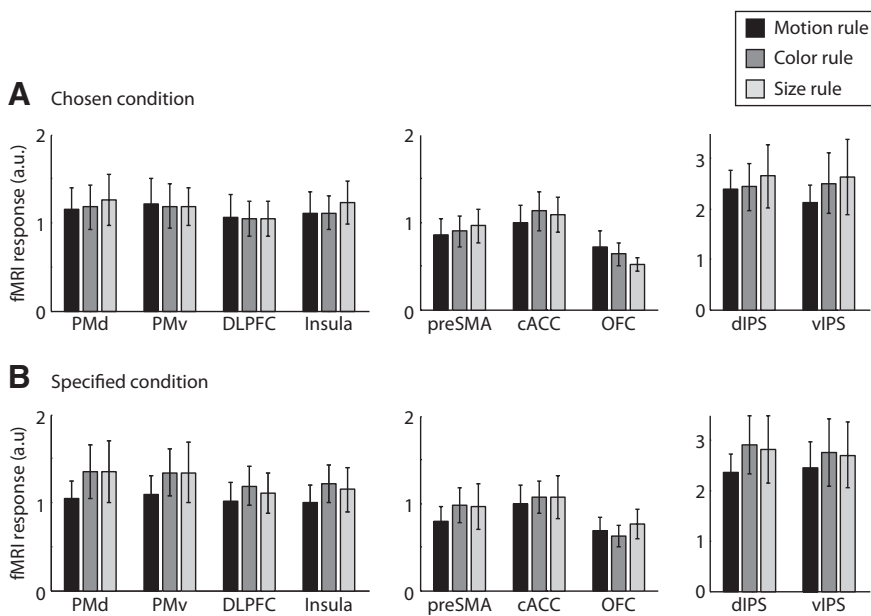 Motion rule
Color rule
Size rule
A Chosen condition
fMRI response (a.u.)
2
1
0
PMd PMv DLPFC Insula
2
1
0
preSMA cACC OFC
3
2
1
0
dIPS vIPS
B Specified condition
fMRI response (a.u)
2
1
0
PMd PMv DLPFC Insula
2
1
0
preSMA cACC OFC
3
2
1
0
dIPS vIPS